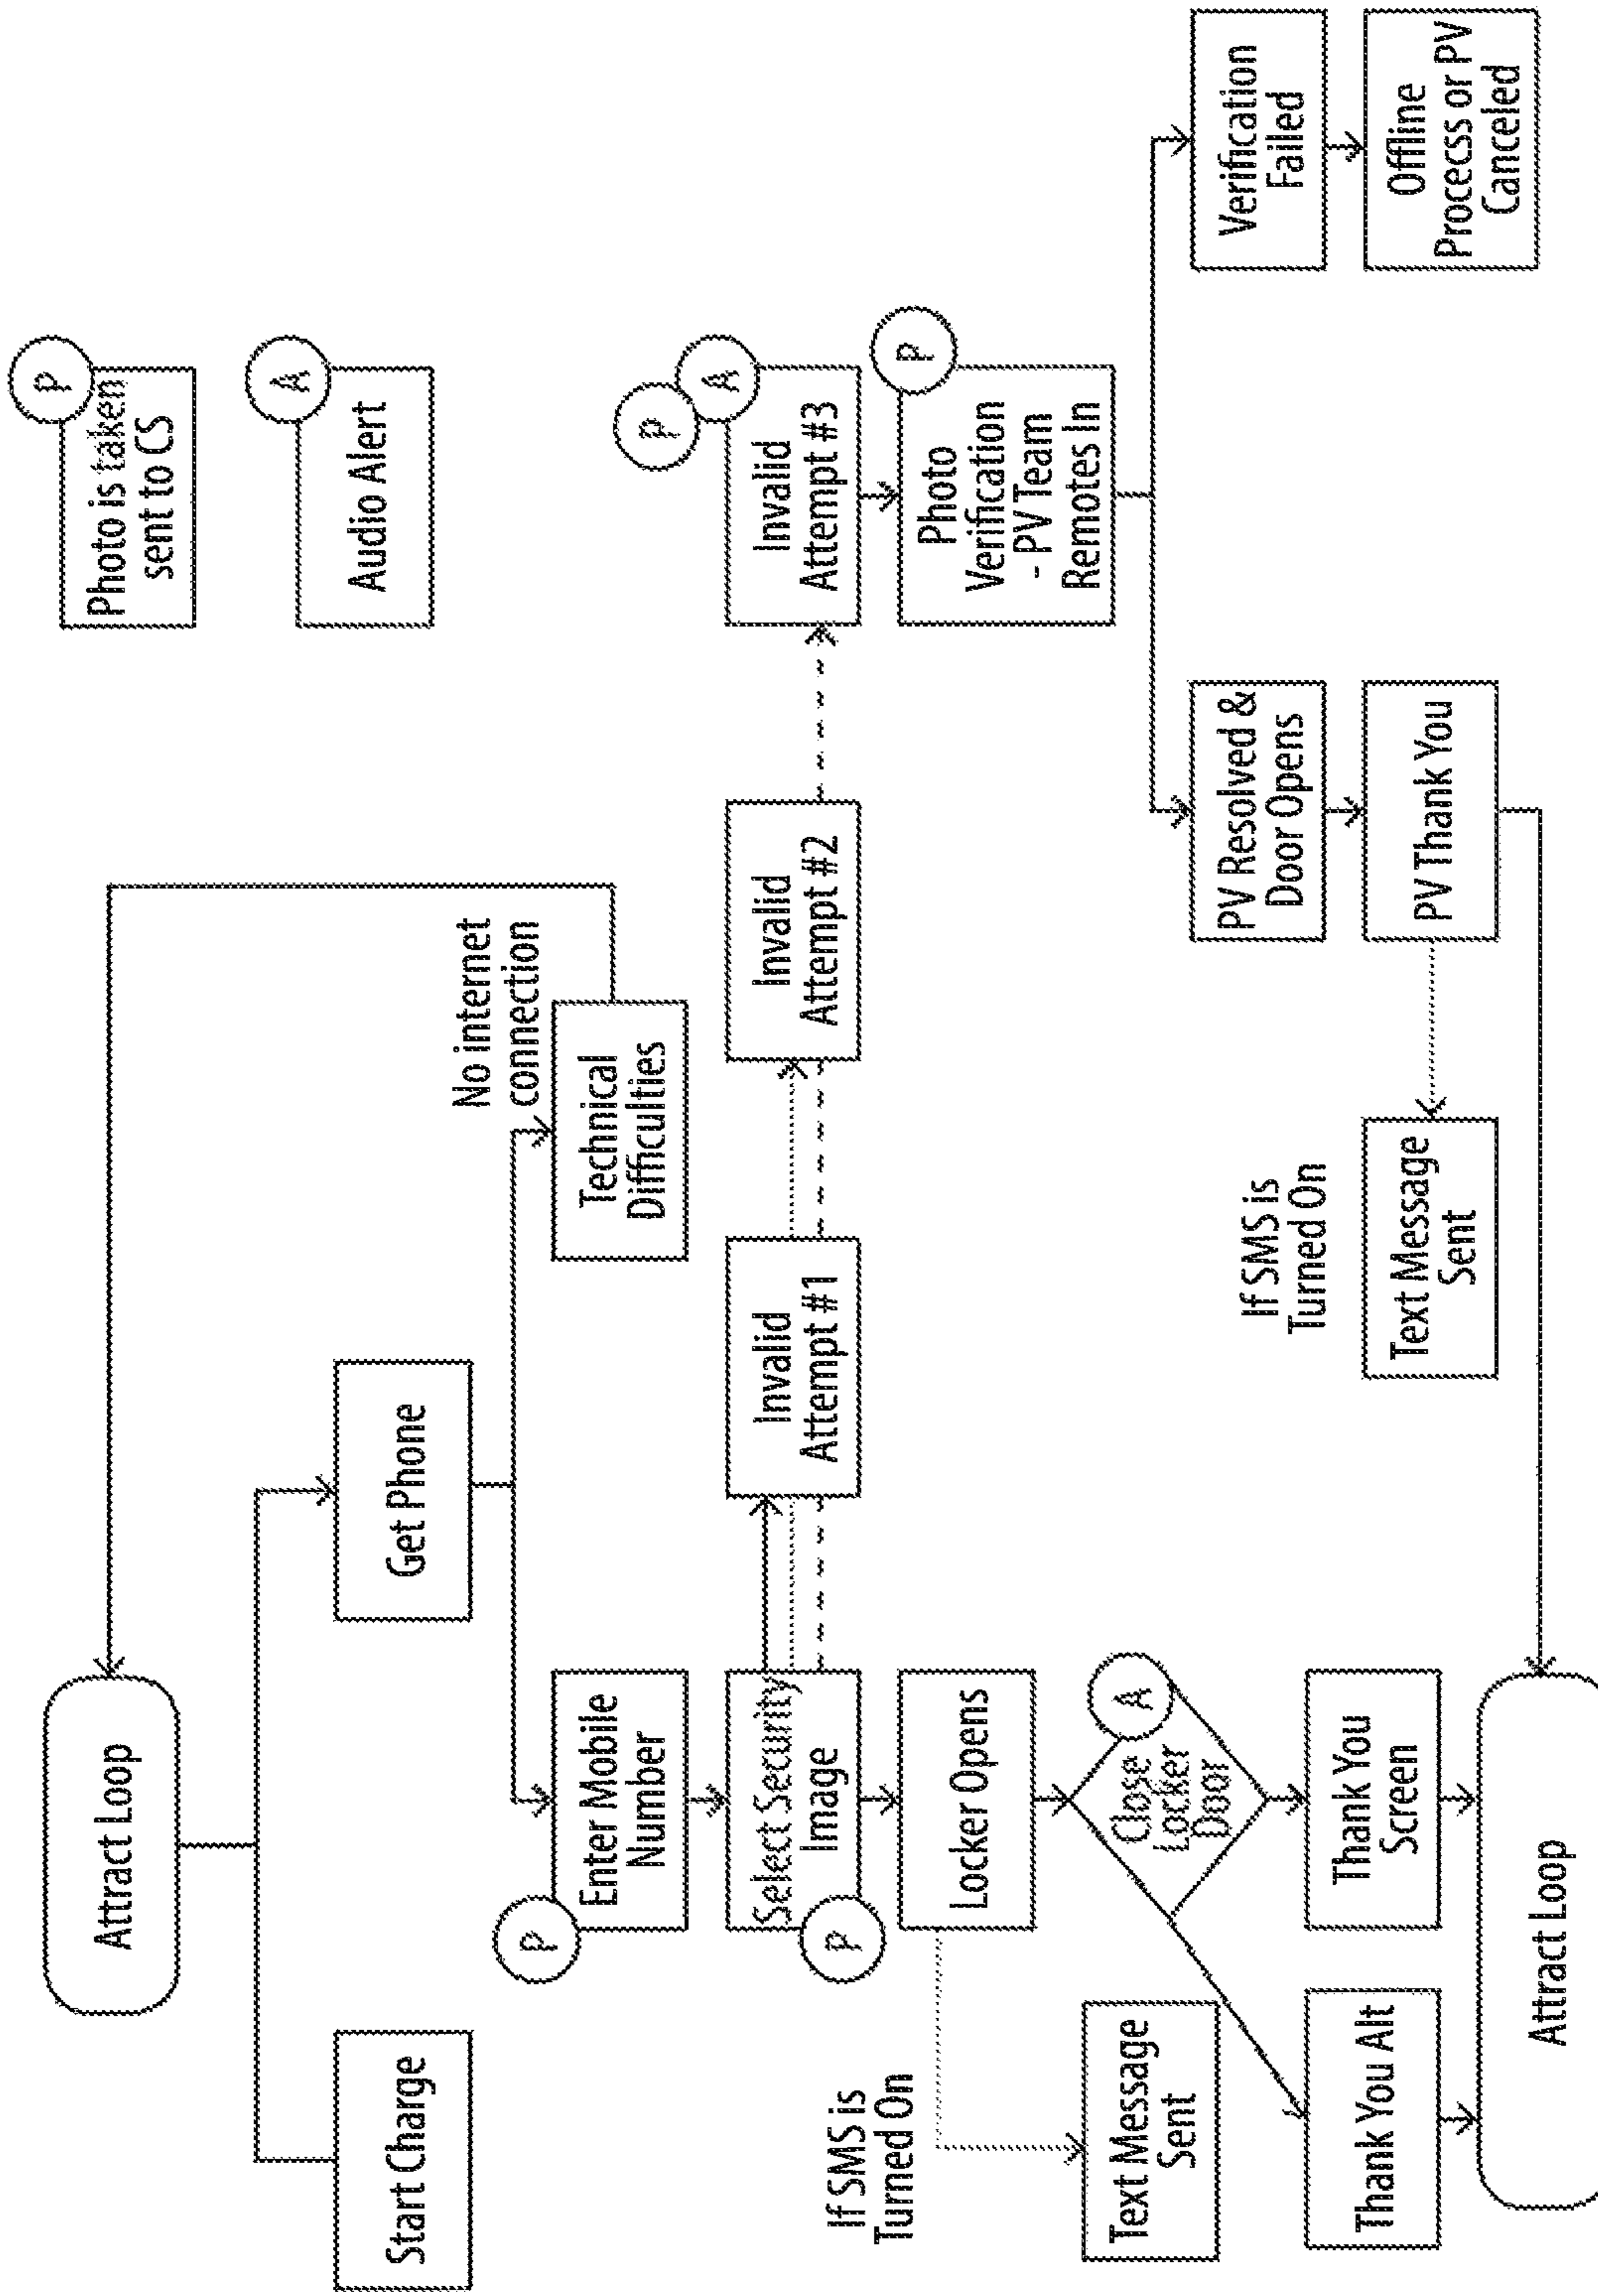 Attract Loop
P
Photo is taken
sent to CS
Start Charge
Get Phone
A
Audio Alert
No internet
connection
P
Enter Mobile
Number
Technical
Difficulties
Select Security
Image
P
Invalid
Attempt #1
Invalid
Attempt #2
P
A
Invalid
Attempt #3
If SMS is
Turned On
Locker Opens
P
Photo
Verification
- PV Team
Remotes In
Text Message
Sent
A
Close
Locker
Door
If SMS is
Turned On
PV Resolved &
Door Opens
Verification
Failed
Thank You Alt
Thank You
Screen
Text Message
Sent
PV Thank You
Offline
Procecss or PV
Canceled
Attract Loop